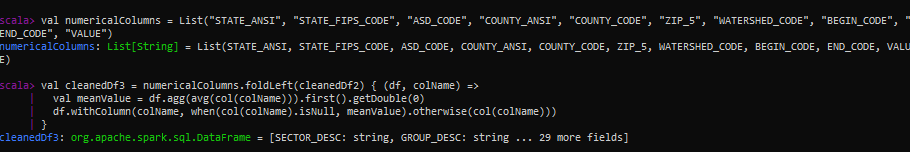 scala> val numericalColumns = List("STATE_ANSI", "STATE_FIPS_CODE", "ASD_CODE", "COUNTY_ANSI", "COUNTY_CODE", "ZIP_5", "WATERSHED_CODE", "BEGIN_CODE", "
END_CODE", "VALUE")
numericalColumns: List[String] = List(STATE_ANSI, STATE_FIPS_CODE, ASD_CODE, COUNTY_ANSI, COUNTY_CODE, ZIP_5, WATERSHED_CODE, BEGIN_CODE, END_CODE, VALU
E)
scala> val cleanedDf3 = numericalColumns.foldLeft(cleanedDf2) { (df, colName) =>
| val meanValue = df.agg(avg(col(colName))).first().getDouble(0)
| df.withColumn(colName, when(col(colName).isNull, meanValue).otherwise(col(colName)))
| }
cleanedDf3: org.apache.spark.sql.DataFrame = [SECTOR_DESC: string, GROUP_DESC: string ... 29 more fields]